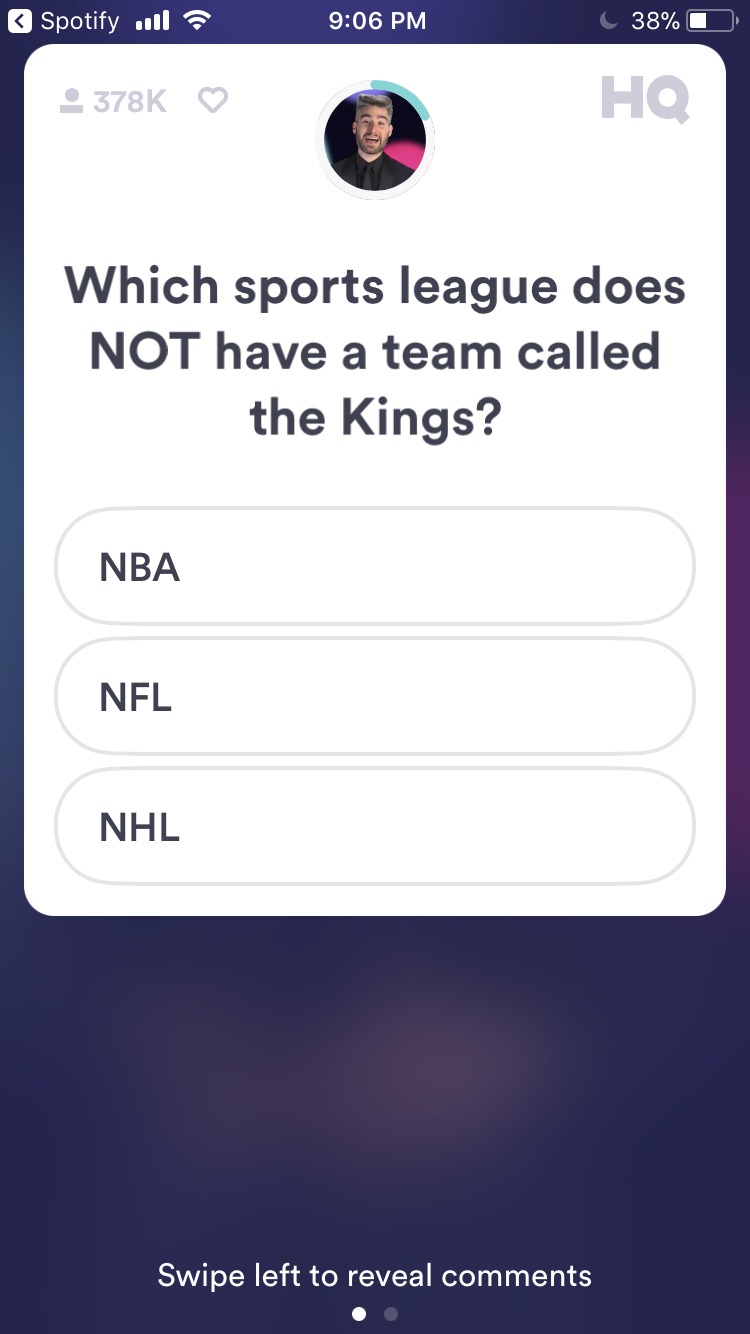 Spotify 9:06 PM 38%
378K HQ
Which sports league does
NOT have a team called
the Kings?
NBA
NFL
NHL
Swipe left to reveal comments